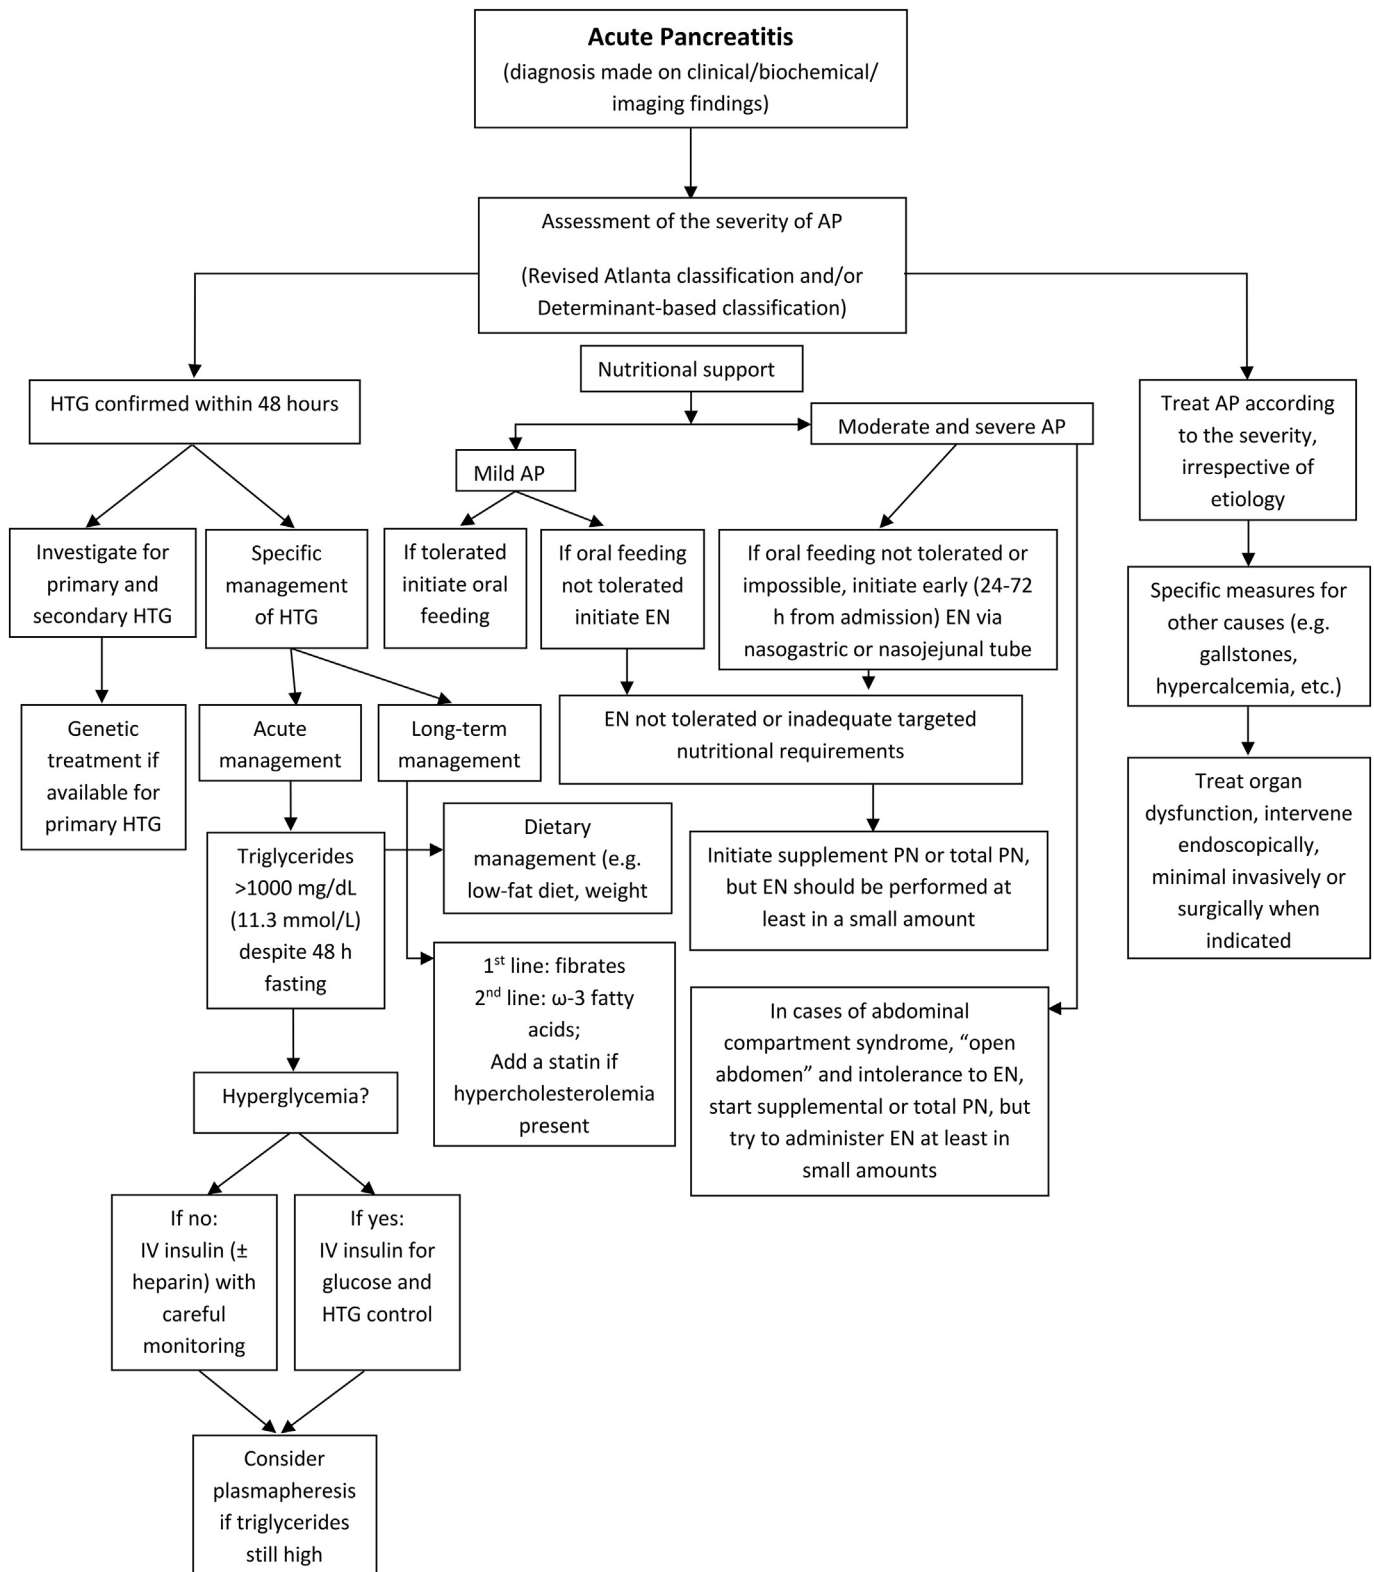 Acute Pancreatitis
(diagnosis made on clinical/biochemical/
imaging findings)
Assessment of the severity of AP
(Revised Atlanta classification and/or
Determinant-based classification)
HTG confirmed within 48 hours
Investigate for
primary and
secondary HTG
Genetic
treatment if
available for
primary HTG
Specific
management
of HTG
Acute
management
Long-term
management
Triglycerides
>1000 mg/dL
(11.3 mmol/L)
despite 48 h
fasting
Dietary
management (e.g.
low-fat diet, weight
1st line: fibrates
2nd line: ω-3 fatty
acids;
Add a statin if
hypercholesterolemia
present
Hyperglycemia?
If no:
IV insulin (±
heparin) with
careful
monitoring
If yes:
IV insulin for
glucose and
HTG control
Consider
plasmapheresis
if triglycerides
still high
Nutritional support
Mild AP
If tolerated
initiate oral
feeding
If oral feeding
not tolerated
initiate EN
Moderate and severe AP
If oral feeding not tolerated or
impossible, initiate early (24-72
h from admission) EN via
nasogastric or nasojejunal tube
EN not tolerated or inadequate targeted
nutritional requirements
Initiate supplement PN or total PN,
but EN should be performed at
least in a small amount
In cases of abdominal
compartment syndrome, “open
abdomen” and intolerance to EN,
start supplemental or total PN, but
try to administer EN at least in
small amounts
Treat AP according
to the severity,
irrespective of
etiology
Specific measures for
other causes (e.g.
gallstones,
hypercalcemia, etc.)
Treat organ
dysfunction, intervene
endoscopically,
minimal invasively or
surgically when
indicated